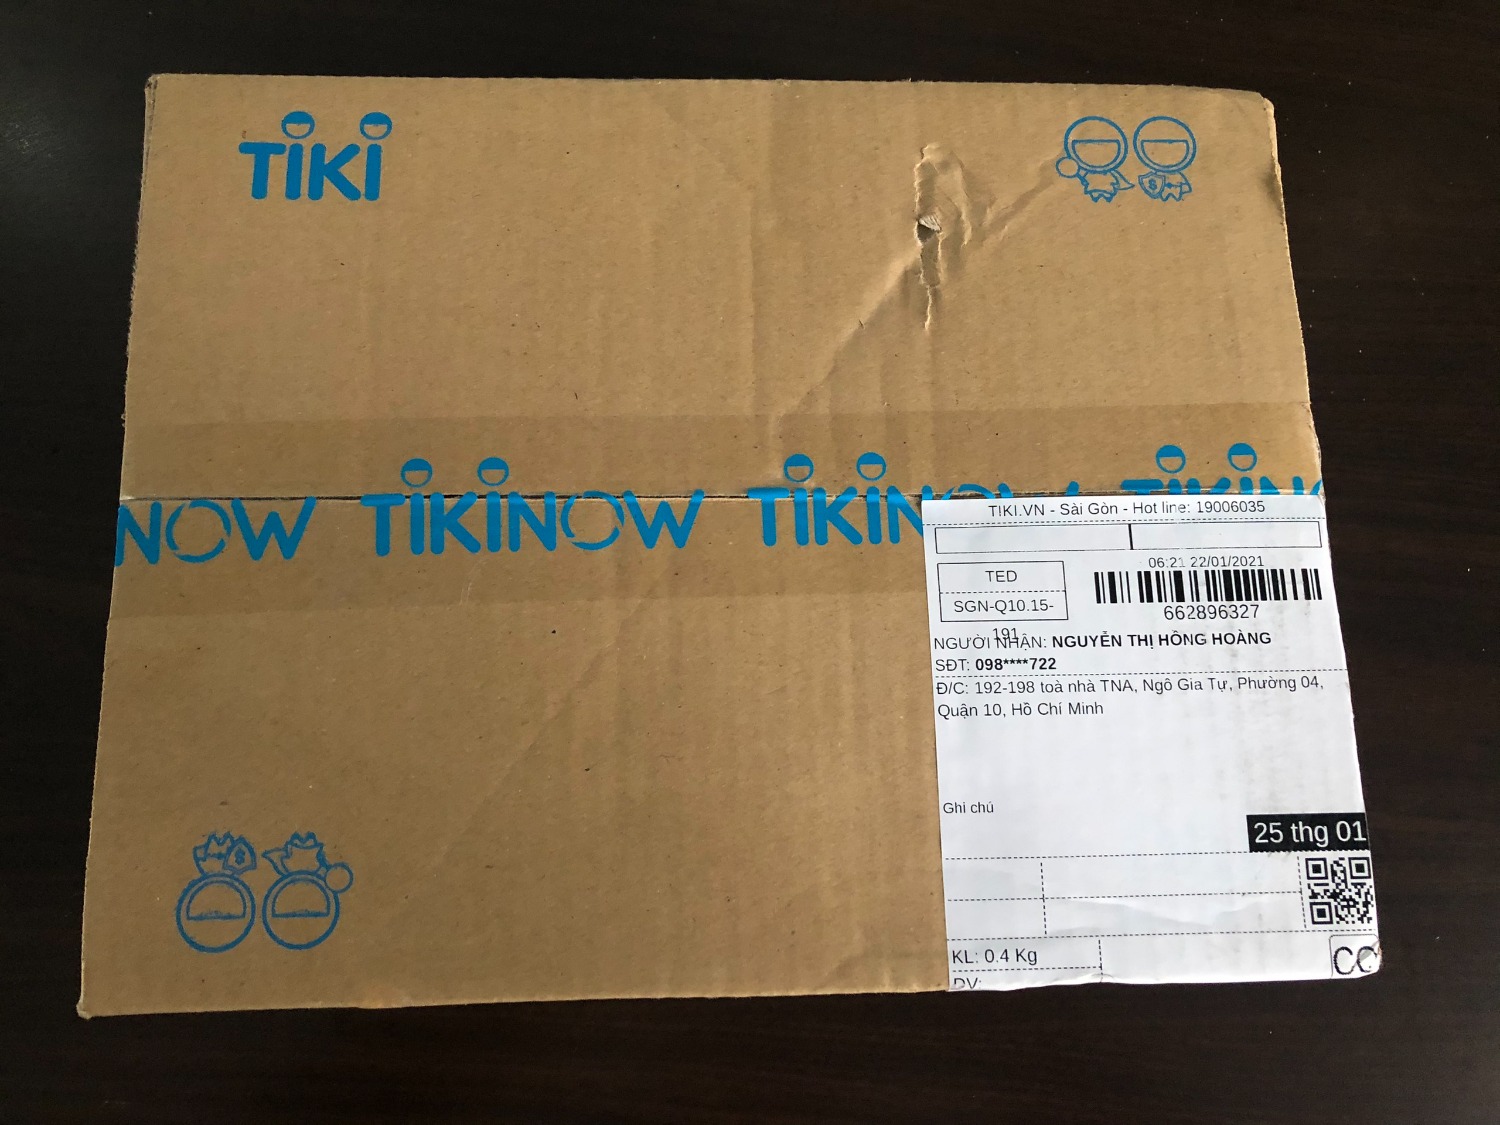 TiKi
NOW TiKiNOW TiKiN
TIKI.VN - Sài Gòn - Hot line: 19006035
06:21 22/01/2021
TED
SGN-Q10.15-
191
662896327
NGƯỜI NHẬN: NGUYỄN THỊ HỒNG HOÀNG
SĐT: 098****722
Đ/C: 192-198 toà nhà TNA, Ngô Gia Tự, Phường 04,
Quận 10, Hồ Chí Minh
Ghi chú
25 thg 01
KL: 0.4 Kg
DV: